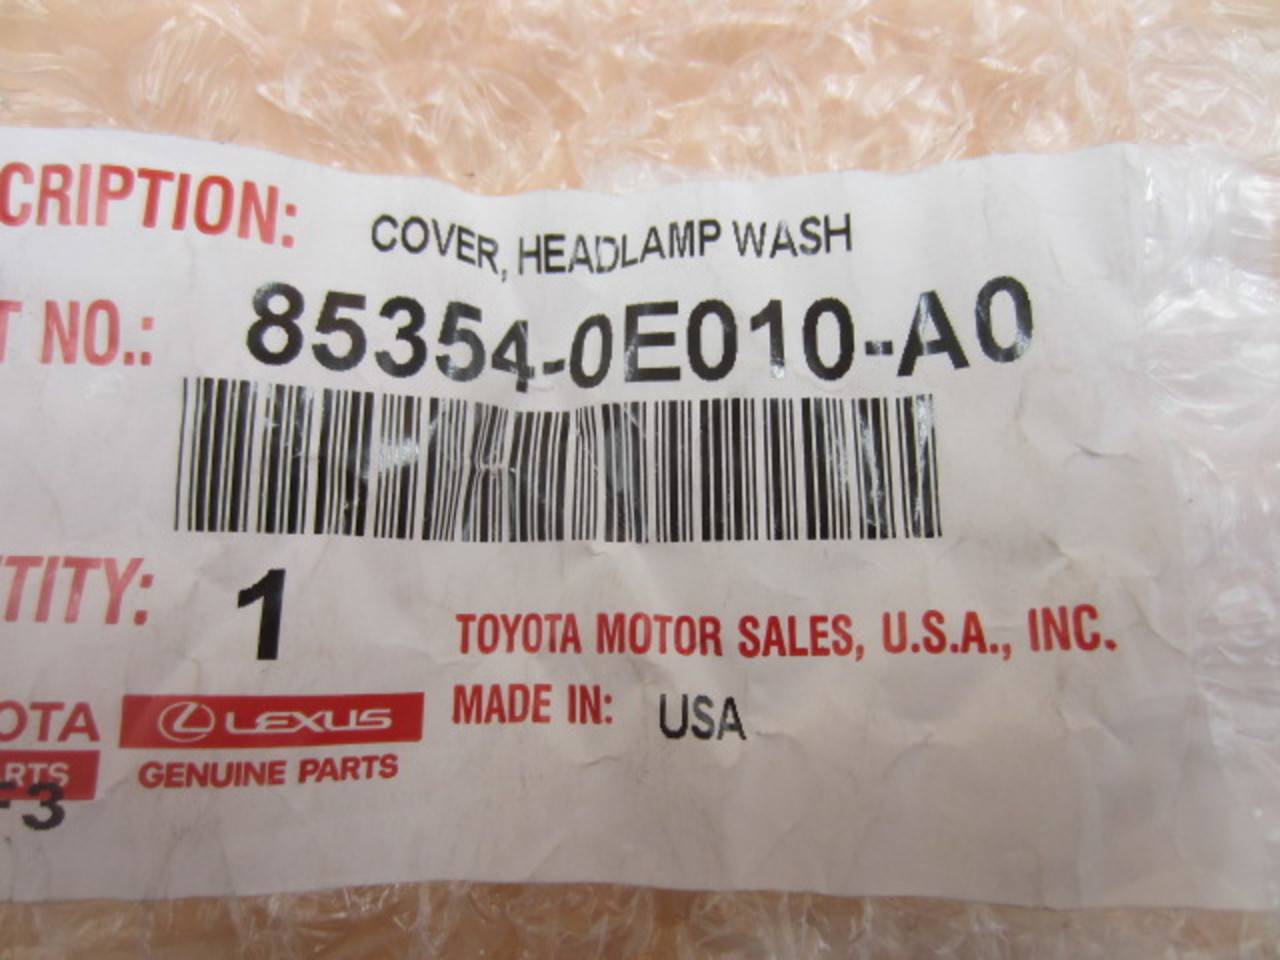 CRIPTION: COVER, HEADLAMP WASH
T NO.: 85354-0E010-A0
TITY: 1
TOYOTA MOTOR SALES, U.S.A., INC.
OTA LEXUS MADE IN: USA
RTS GENUINE PARTS
F3